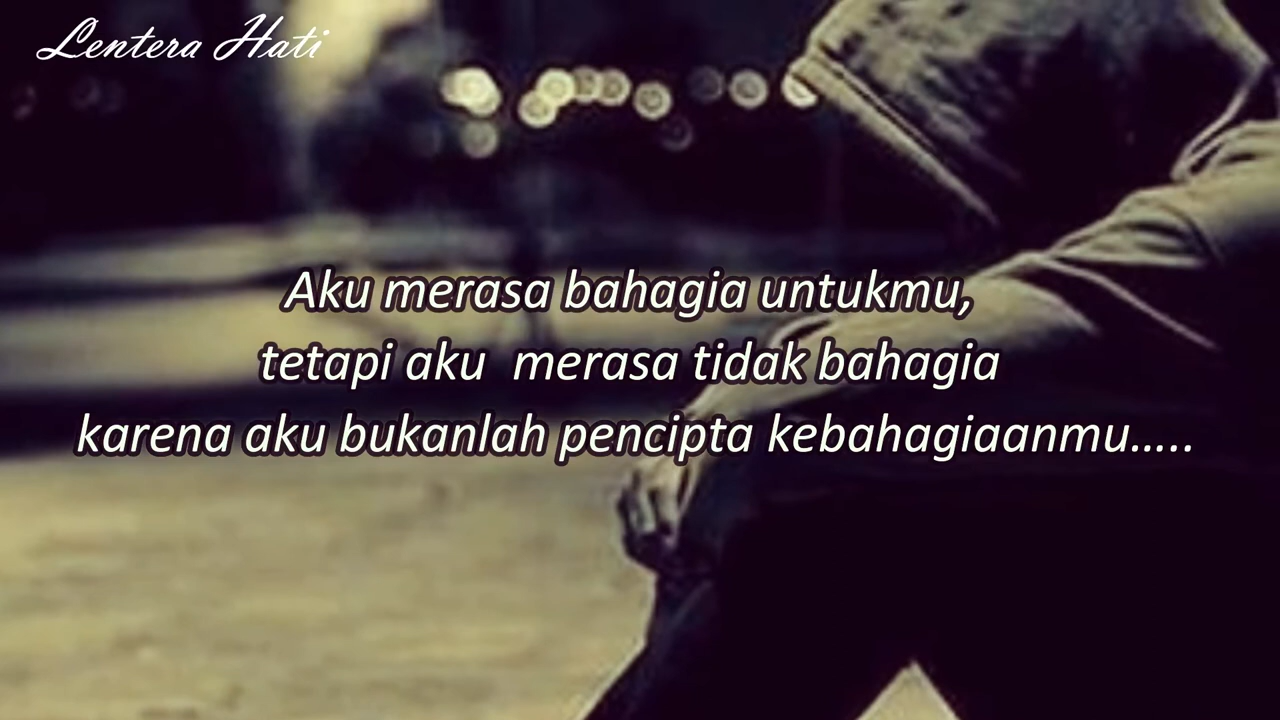 Lentera Hati
Aku merasa bahagia untukmu,
tetapi aku  merasa tidak bahagia
karena aku bukanlah pencipta kebahagiaanmu.....